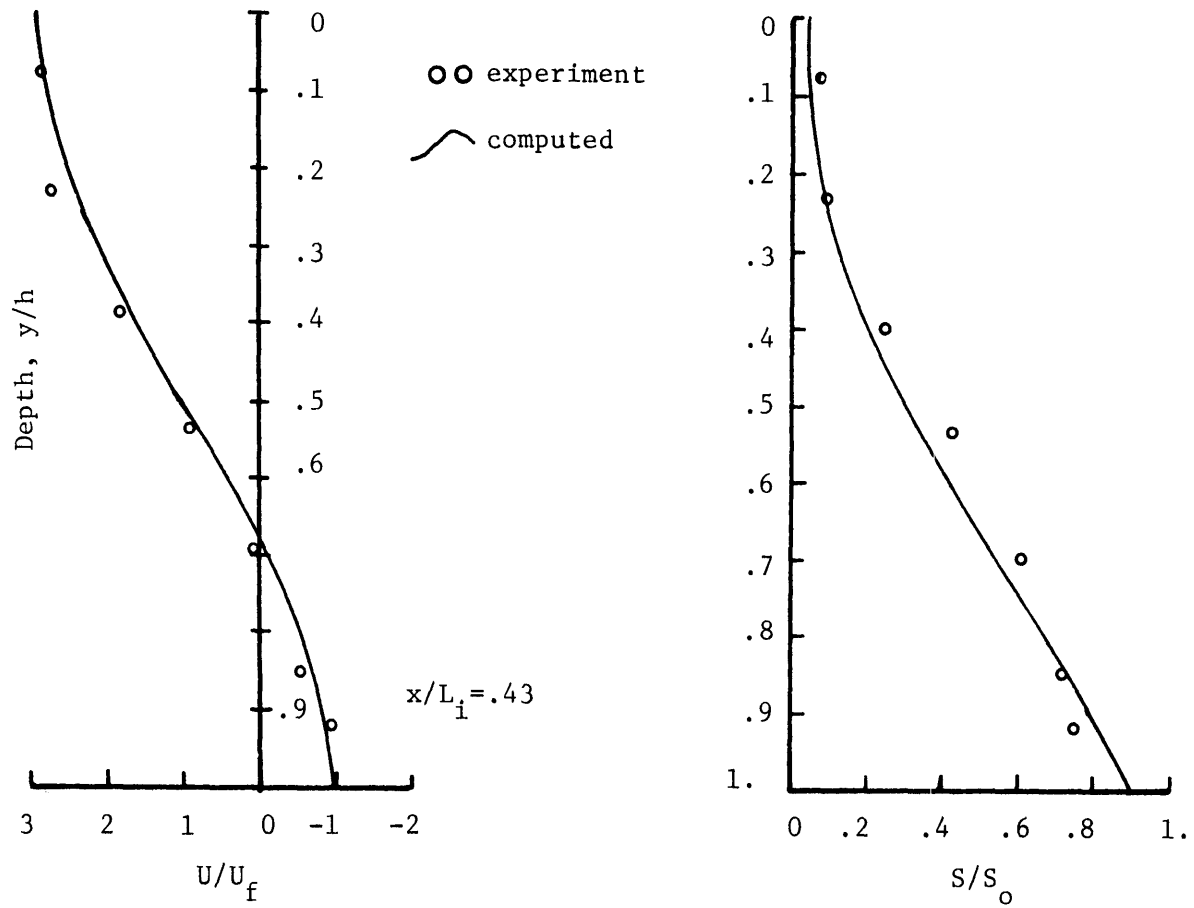 0
.1
.2
.3
.4
.5
.6
.9
Depth, y/h
3 2 1 0 -1 -2
U/U_f
experiment
computed
x/L_i=.43
0
.1
.2
.3
.4
.5
.6
.7
.8
.9
1.
0 .2 .4 .6 .8 1.
S/S_o